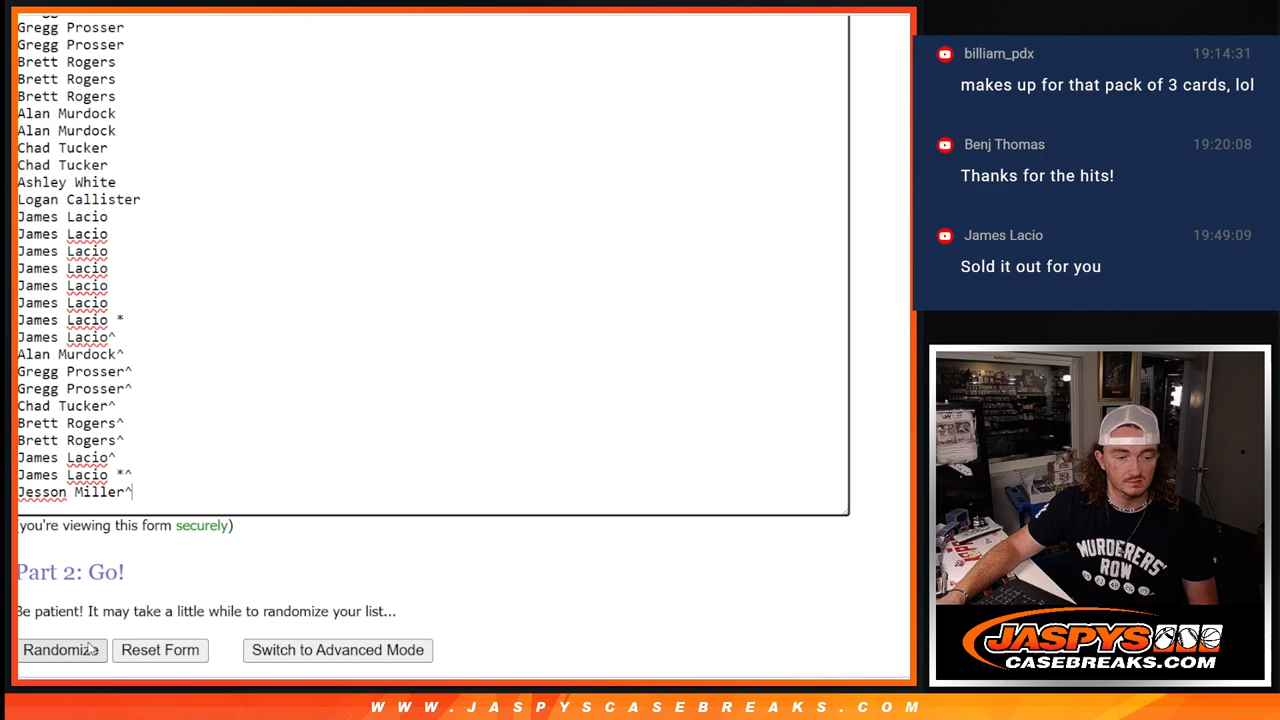 Gregg Prosser
Gregg Prosser
Brett Rogers
Brett Rogers
Brett Rogers
Alan Murdock
Alan Murdock
Chad Tucker
Chad Tucker
Ashley White
Logan Callister
James Lacio
James Lacio
James Lacio
James Lacio
James Lacio
James Lacio
James Lacio *
James Lacio^
Alan Murdock^
Gregg Prosser^
Gregg Prosser^
Chad Tucker^
Brett Rogers^
Brett Rogers^
James Lacio^
James Lacio *^
Jesson Miller^
(you're viewing this form securely)
Part 2: Go!
Be patient! It may take a little while to randomize your list...
Randomize Reset Form Switch to Advanced Mode
billiam_pdx 19:14:31
makes up for that pack of 3 cards, lol
Benj Thomas 19:20:08
Thanks for the hits!
James Lacio 19:49:09
Sold it out for you
MURDERERS'
ROW
JASPYS
CASEBREAKS.COM
WWW.JASPYSCASEBREAKS.COM